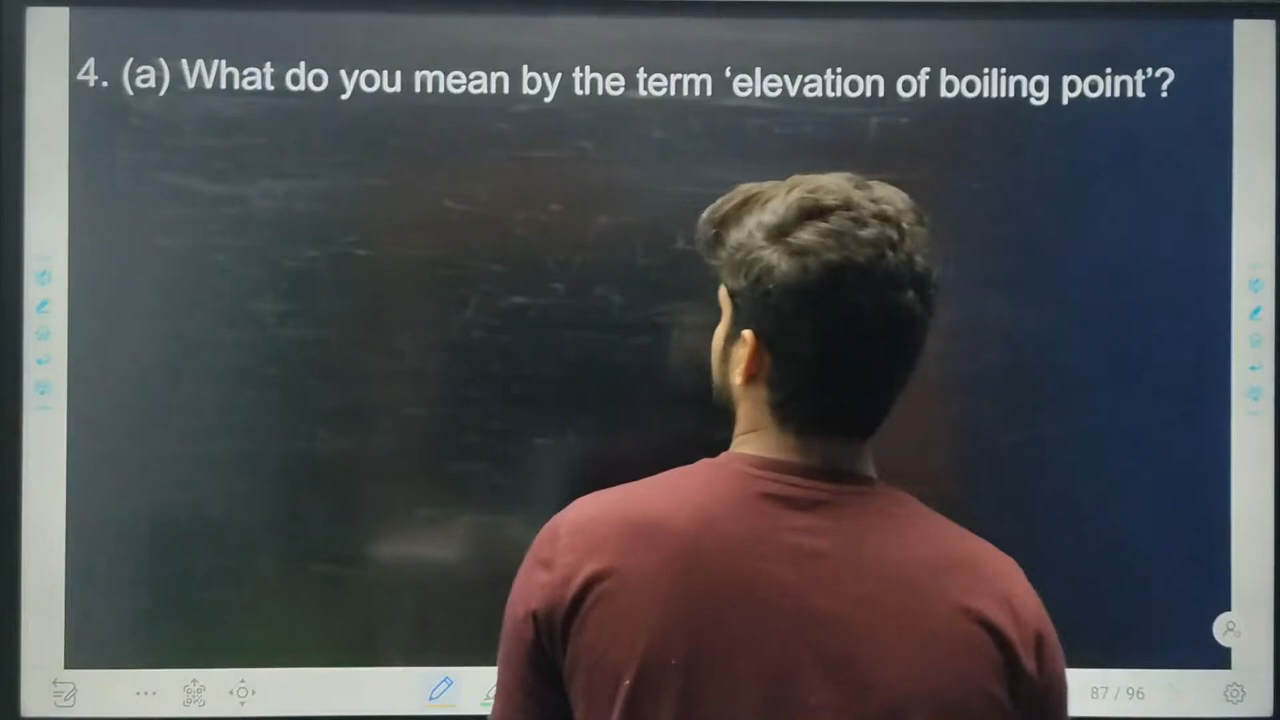 4. (a) What do you mean by the term ‘elevation of boiling point’?
87 / 96